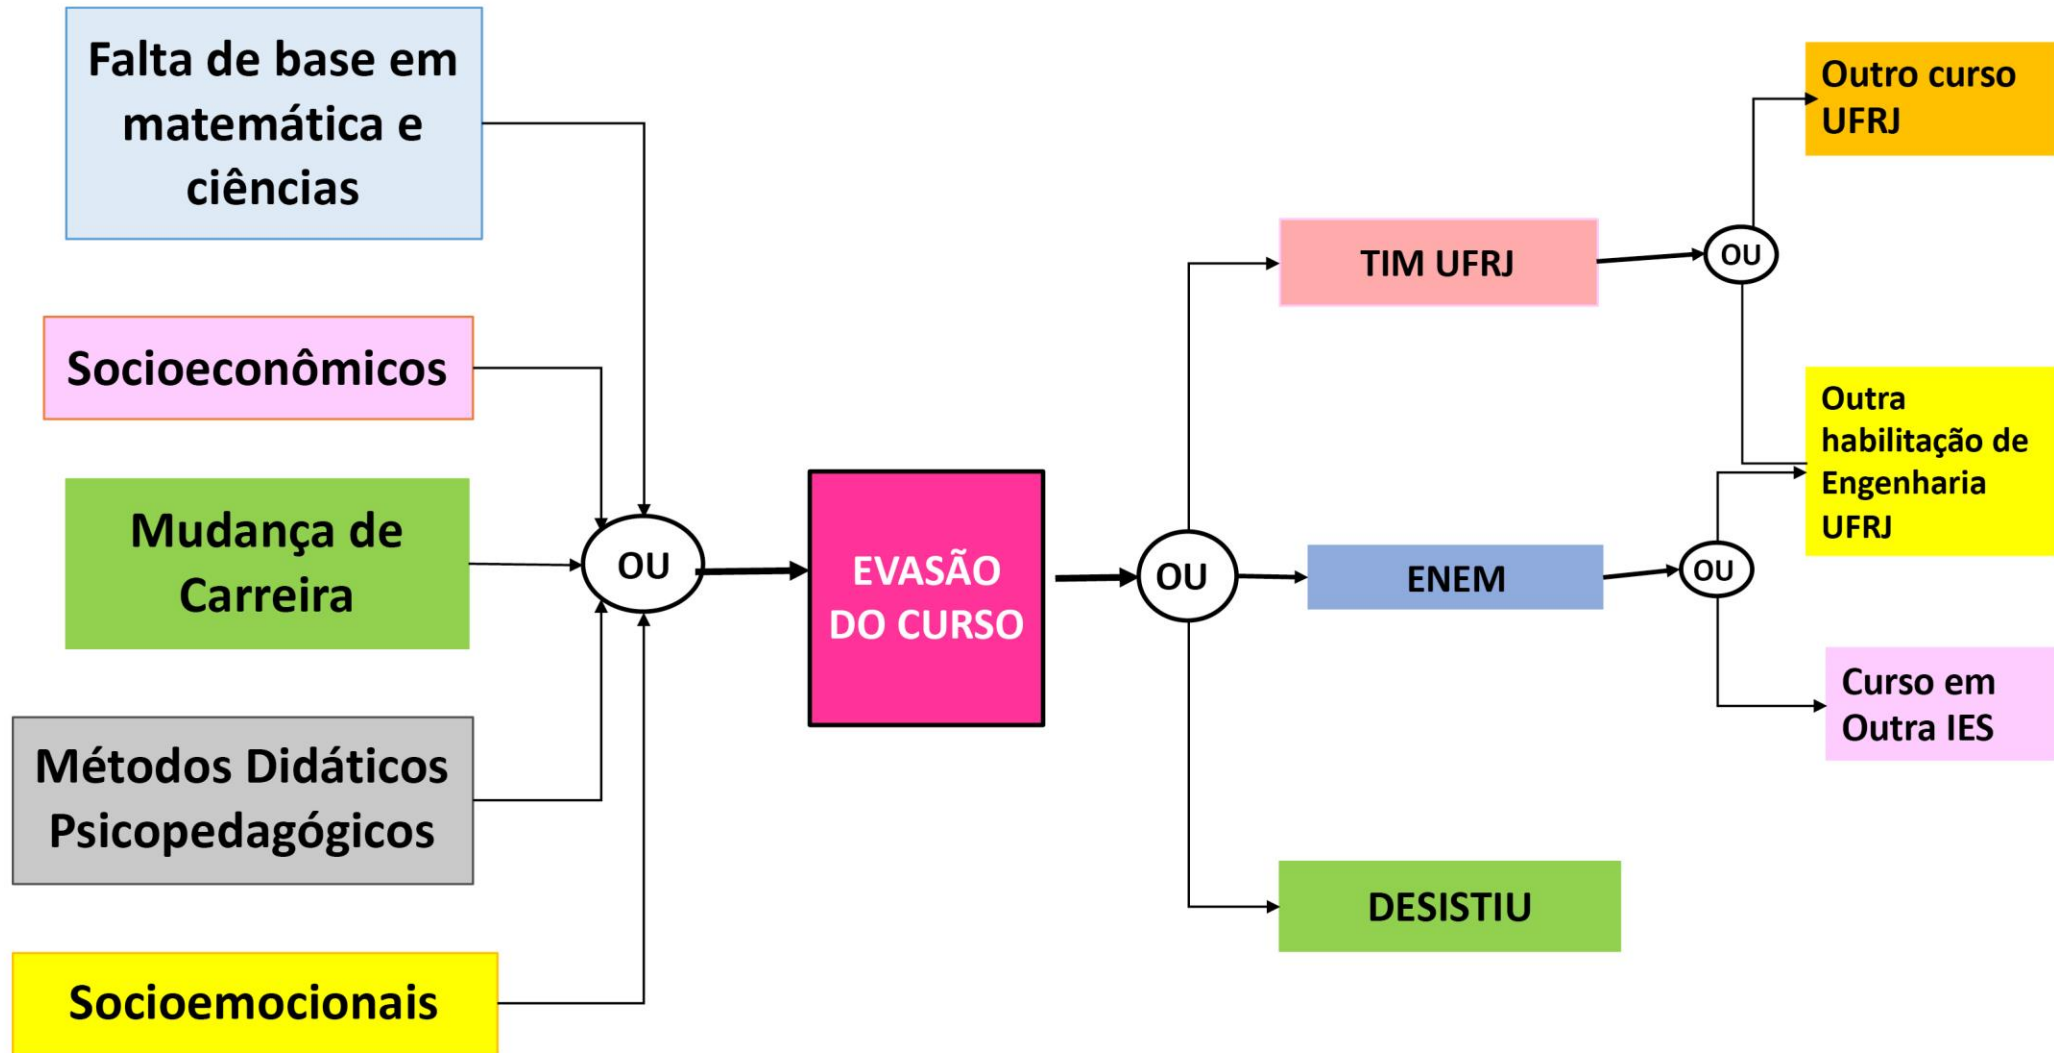 Falta de base em
matemática e
ciências
Socioeconômicos
Mudança de
Carreira
Métodos Didáticos
Psicopedagógicos
Socioemocionais
OU
EVASÃO
DO CURSO
OU
TIM UFRJ
ENEM
DESISTIU
OU
OU
Outro curso
UFRJ
Outra
habilitação de
Engenharia
UFRJ
Curso em
Outra IES